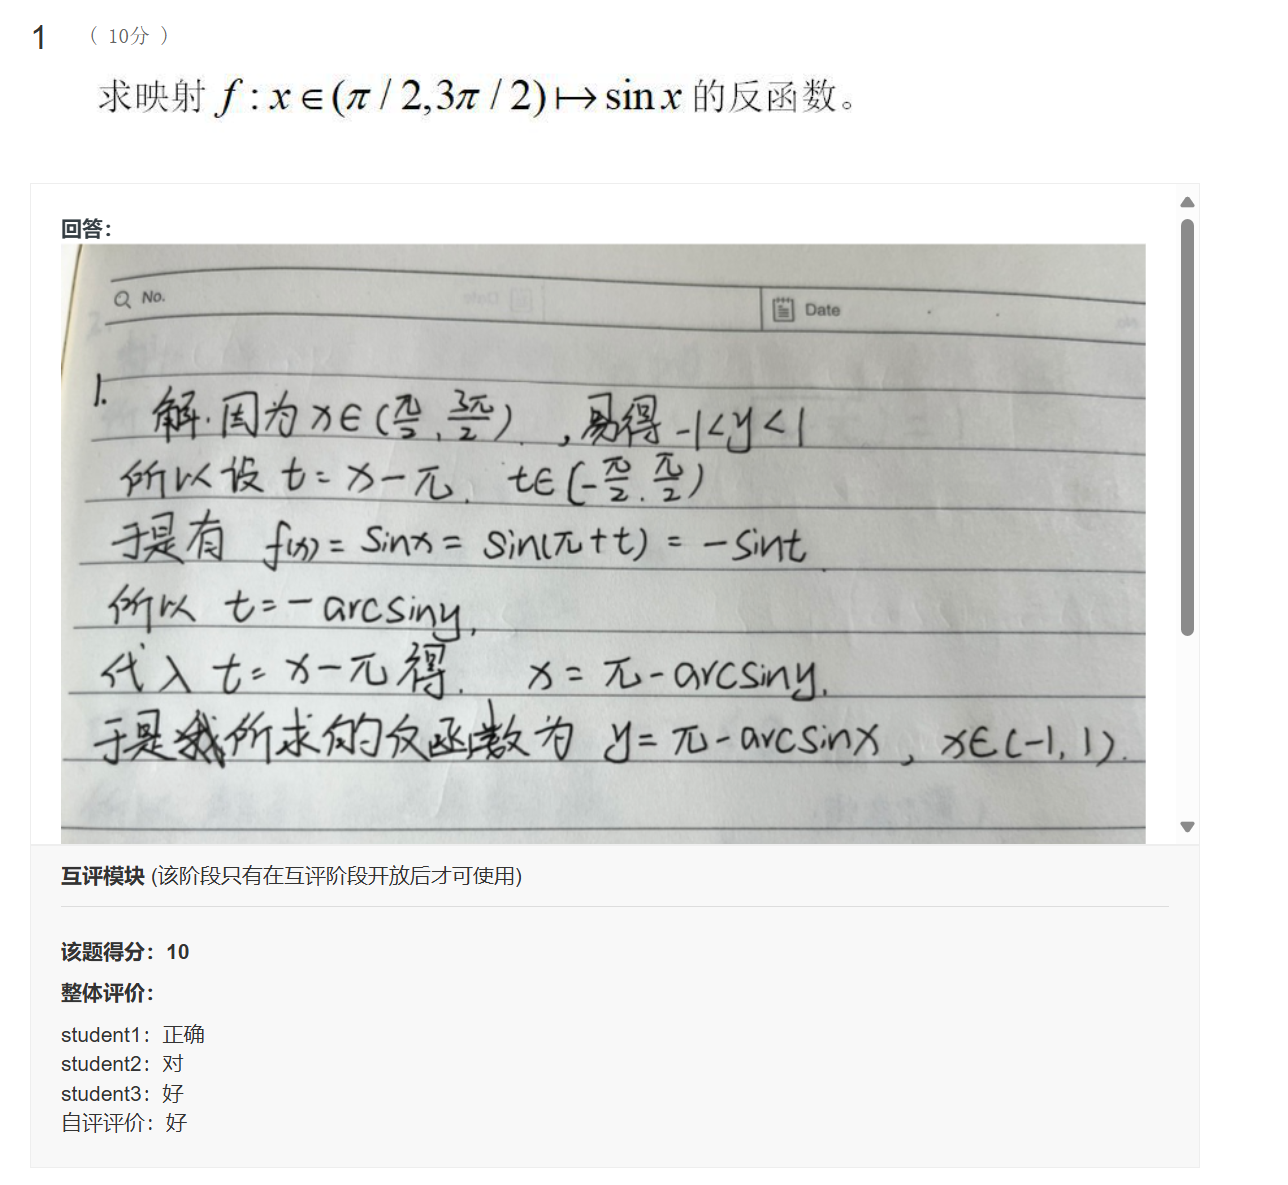 1 （ 10分 ）
求映射 f : x ∈ (π / 2,3π / 2) ↦ sin x 的反函数。
回答：
No.
Date
1. 解:因为 x∈(π/2, 3π/2), 易得 -1<y<1
所以设 t=x-π. t∈(-π/2, π/2)
于是有 f(x)= sinx= sin(π+t) = -sint
所以 t=- arcsiny,
代入 t=x-π得. x=π-arcsiny.
于是所求的反函数为 y=π-arcsinx, x∈(-1,1).
互评模块 (该阶段只有在互评阶段开放后才可使用)
该题得分：10
整体评价：
student1：正确
student2：对
student3：好
自评评价：好